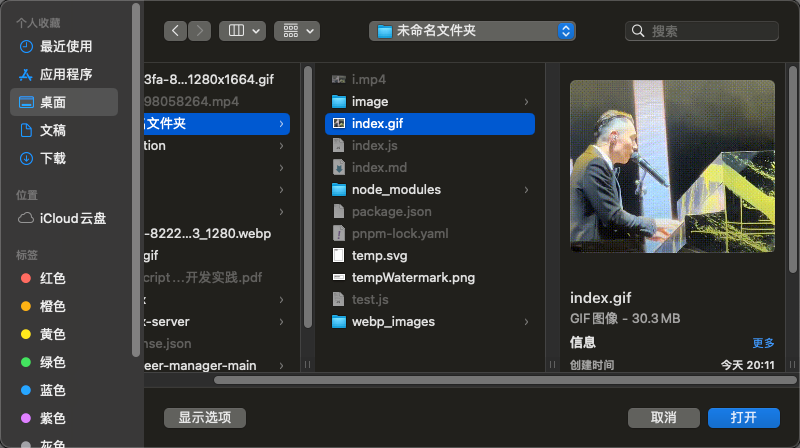 个人收藏
最近使用
应用程序
桌面
文稿
下载
位置
iCloud云盘
标签
红色
橙色
黄色
绿色
蓝色
紫色
灰色
未命名文件夹
搜索
3fa-8...1280x1664.gif
98058264.mp4
名文件夹
tion
-8222...3_1280.webp
gif
cript...开发实践.pdf
x
x-server
nse.json
eer-manager-main
i.mp4
image
index.gif
index.js
index.md
node_modules
package.json
pnpm-lock.yaml
temp.svg
tempWatermark.png
test.js
webp_images
index.gif
GIF图像 - 30.3 MB
信息
更多
创建时间
今天 20:11
显示选项
取消
打开